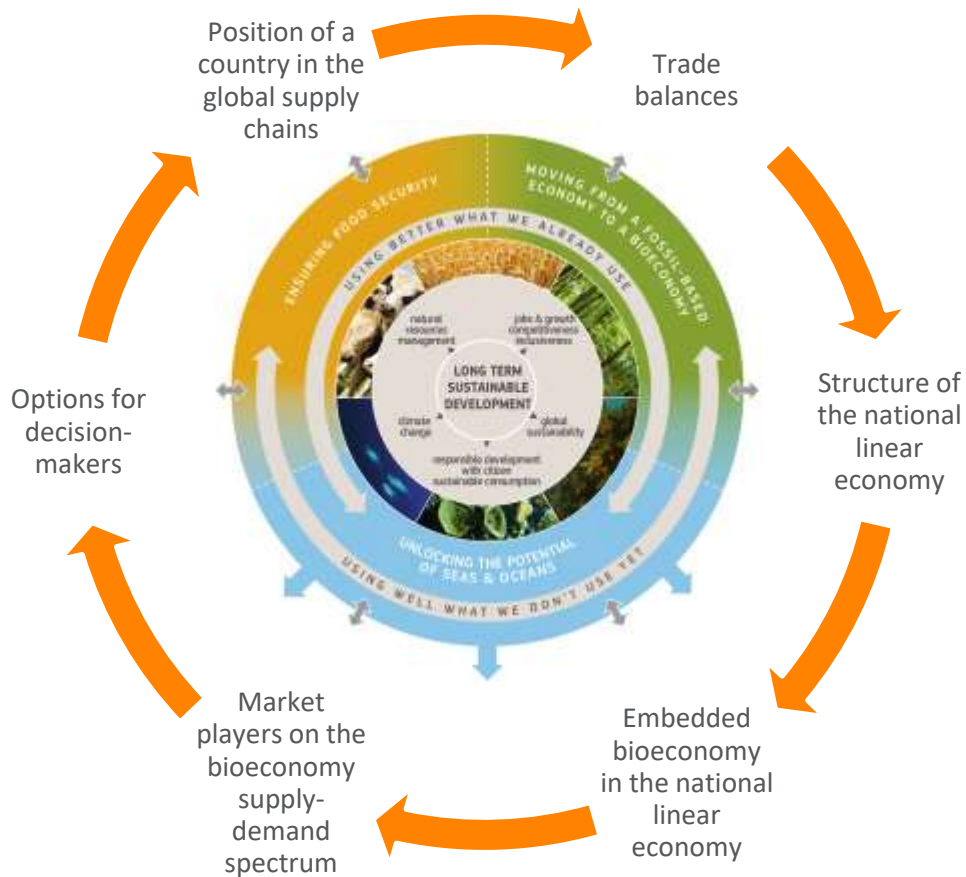 Position of a
country in the
global supply
chains
Trade
balances
Structure of
the national
linear
economy
Embedded
bioeconomy
in the national
linear
economy
Market
players on the
bioeconomy
supply-
demand
spectrum
Options for
decision-
makers
ENSURING FOOD SECURITY
MOVING FROM A FOSSIL-BASED
ECONOMY TO A BIOECONOMY
USING BETTER WHAT WE ALREADY USE
natural
resources
management
jobs & growth
competitiveness
inclusiveness
LONG TERM
SUSTAINABLE
DEVELOPMENT
climate
change
global
sustainability
responsible development
with citizen
sustainable consumption
UNLOCKING THE POTENTIAL
OF SEAS & OCEANS
USING WELL WHAT WE DON'T USE YET